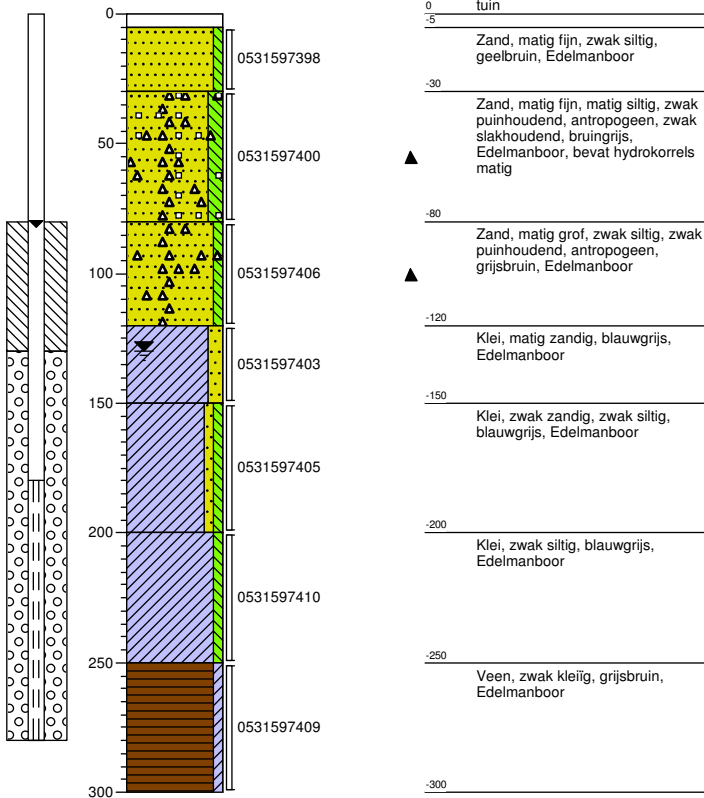 0
50
100
150
200
250
300
0531597398
0531597400
0531597406
0531597403
0531597405
0531597410
0531597409
0
tuin
-5
Zand, matig fijn, zwak siltig,
geelbruin, Edelmanboor
-30
Zand, matig fijn, matig siltig, zwak
puinhoudend, antropogeen, zwak
slakhoudend, bruingrijs,
Edelmanboor, bevat hydrokorrels
matig
-80
Zand, matig grof, zwak siltig, zwak
puinhoudend, antropogeen,
grijsbruin, Edelmanboor
-120
Klei, matig zandig, blauwgrijs,
Edelmanboor
-150
Klei, zwak zandig, zwak siltig,
blauwgrijs, Edelmanboor
-200
Klei, zwak siltig, blauwgrijs,
Edelmanboor
-250
Veen, zwak kleiïg, grijsbruin,
Edelmanboor
-300